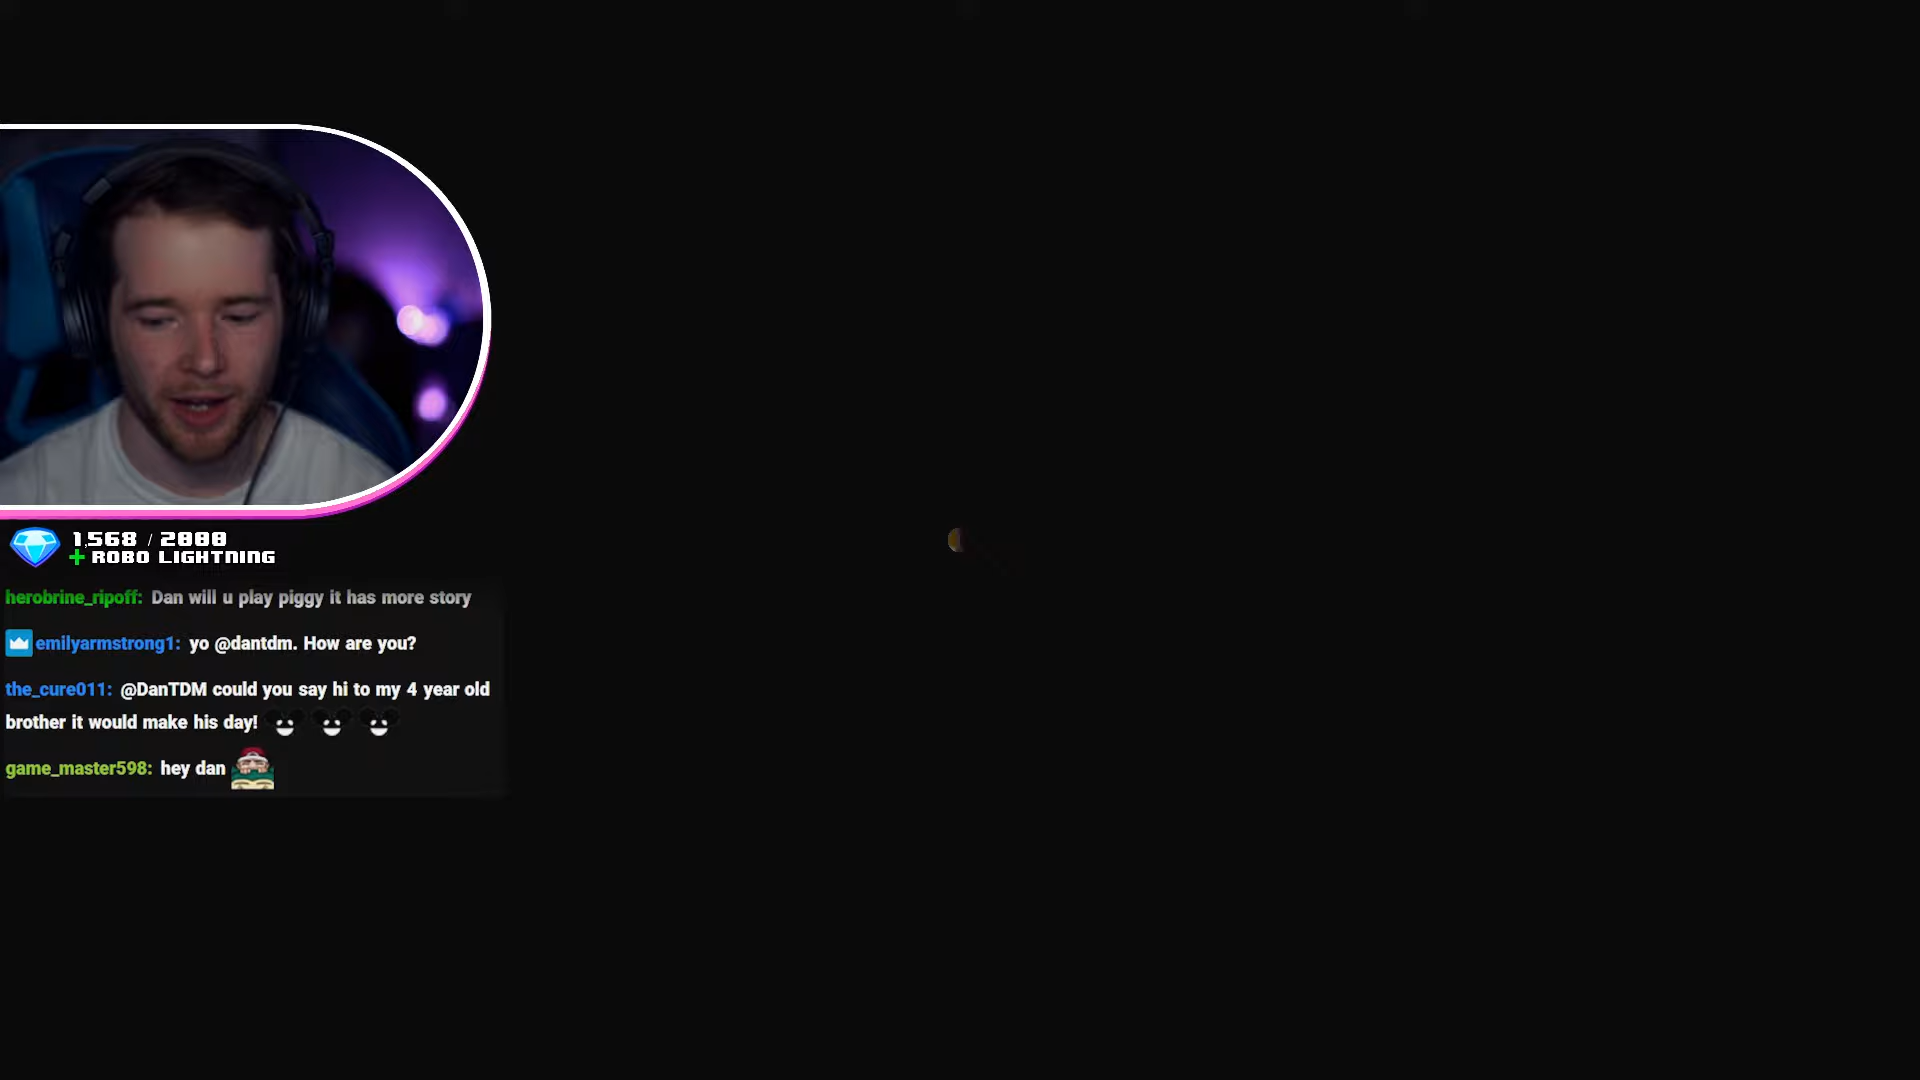 1,568 / 2000
+ ROBO LIGHTNING
herobrine_ripoff: Dan will u play piggy it has more story
emilyarmstrong1: yo @dantdm. How are you?
the_cure011: @DanTDM could you say hi to my 4 year old
brother it would make his day!
game_master598: hey dan